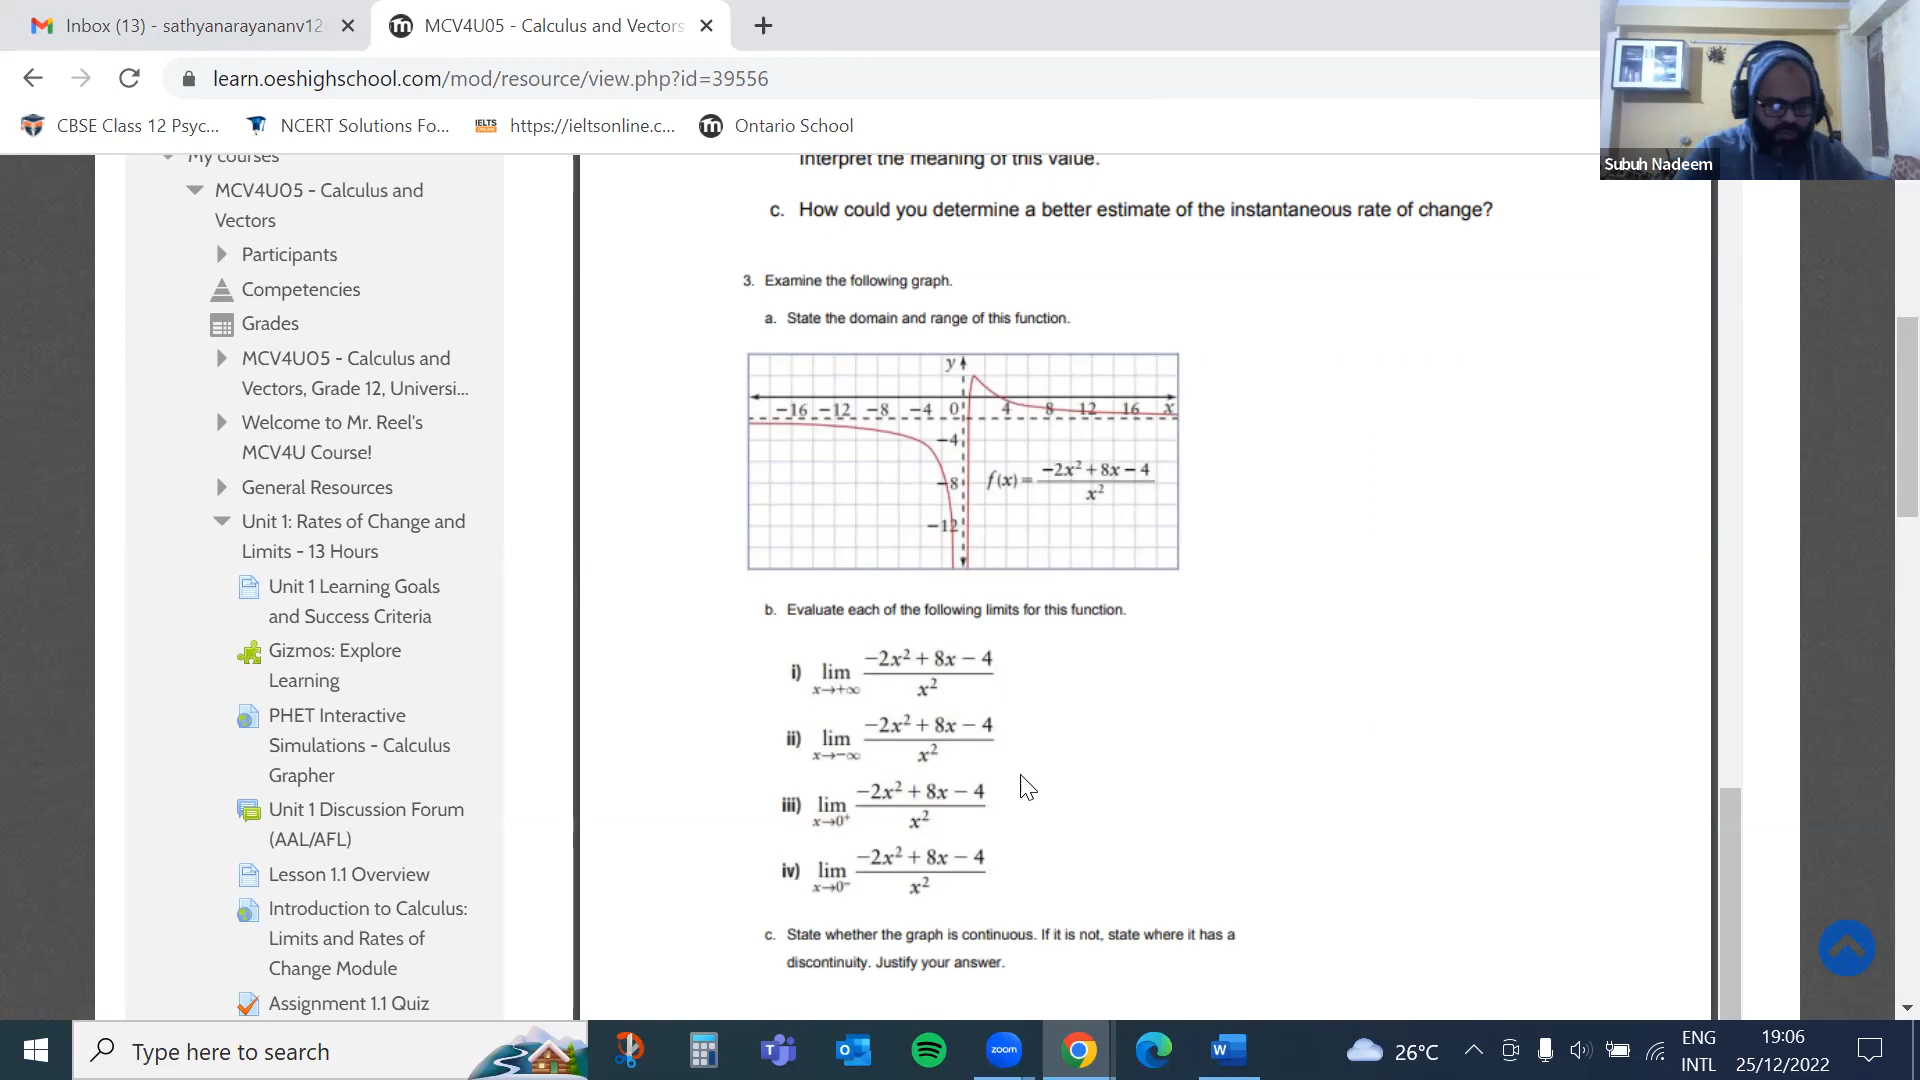 Inbox (13) - sathyanarayananv12
MCV4U05 - Calculus and Vectors
learn.oeshighschool.com/mod/resource/view.php?id=39556
CBSE Class 12 Psyc...
NCERT Solutions Fo...
IELTS ONLINE
https://ieltsonline.c...
Ontario School
Subuh Nadeem
My courses
MCV4U05 - Calculus and
Vectors
Participants
Competencies
Grades
MCV4U05 - Calculus and
Vectors, Grade 12, Universi...
Welcome to Mr. Reel's
MCV4U Course!
General Resources
Unit 1: Rates of Change and
Limits - 13 Hours
Unit 1 Learning Goals
and Success Criteria
Gizmos: Explore
Learning
PHET Interactive
Simulations - Calculus
Grapher
Unit 1 Discussion Forum
(AAL/AFL)
Lesson 1.1 Overview
Introduction to Calculus:
Limits and Rates of
Change Module
Assignment 1.1 Quiz
Interpret the meaning of this value.
c. How could you determine a better estimate of the instantaneous rate of change?
3. Examine the following graph.
a. State the domain and range of this function.
y
−16 −12 −8 −4 0 4 8 12 16 x
−4
−8
−12
f(x) = (−2x² + 8x − 4) / x²
b. Evaluate each of the following limits for this function.
i) lim x→+∞ (−2x² + 8x − 4) / x²
ii) lim x→−∞ (−2x² + 8x − 4) / x²
iii) lim x→0⁺ (−2x² + 8x − 4) / x²
iv) lim x→0⁻ (−2x² + 8x − 4) / x²
c. State whether the graph is continuous. If it is not, state where it has a
discontinuity. Justify your answer.
Type here to search
zoom
26°C
ENG
INTL
19:06
25/12/2022